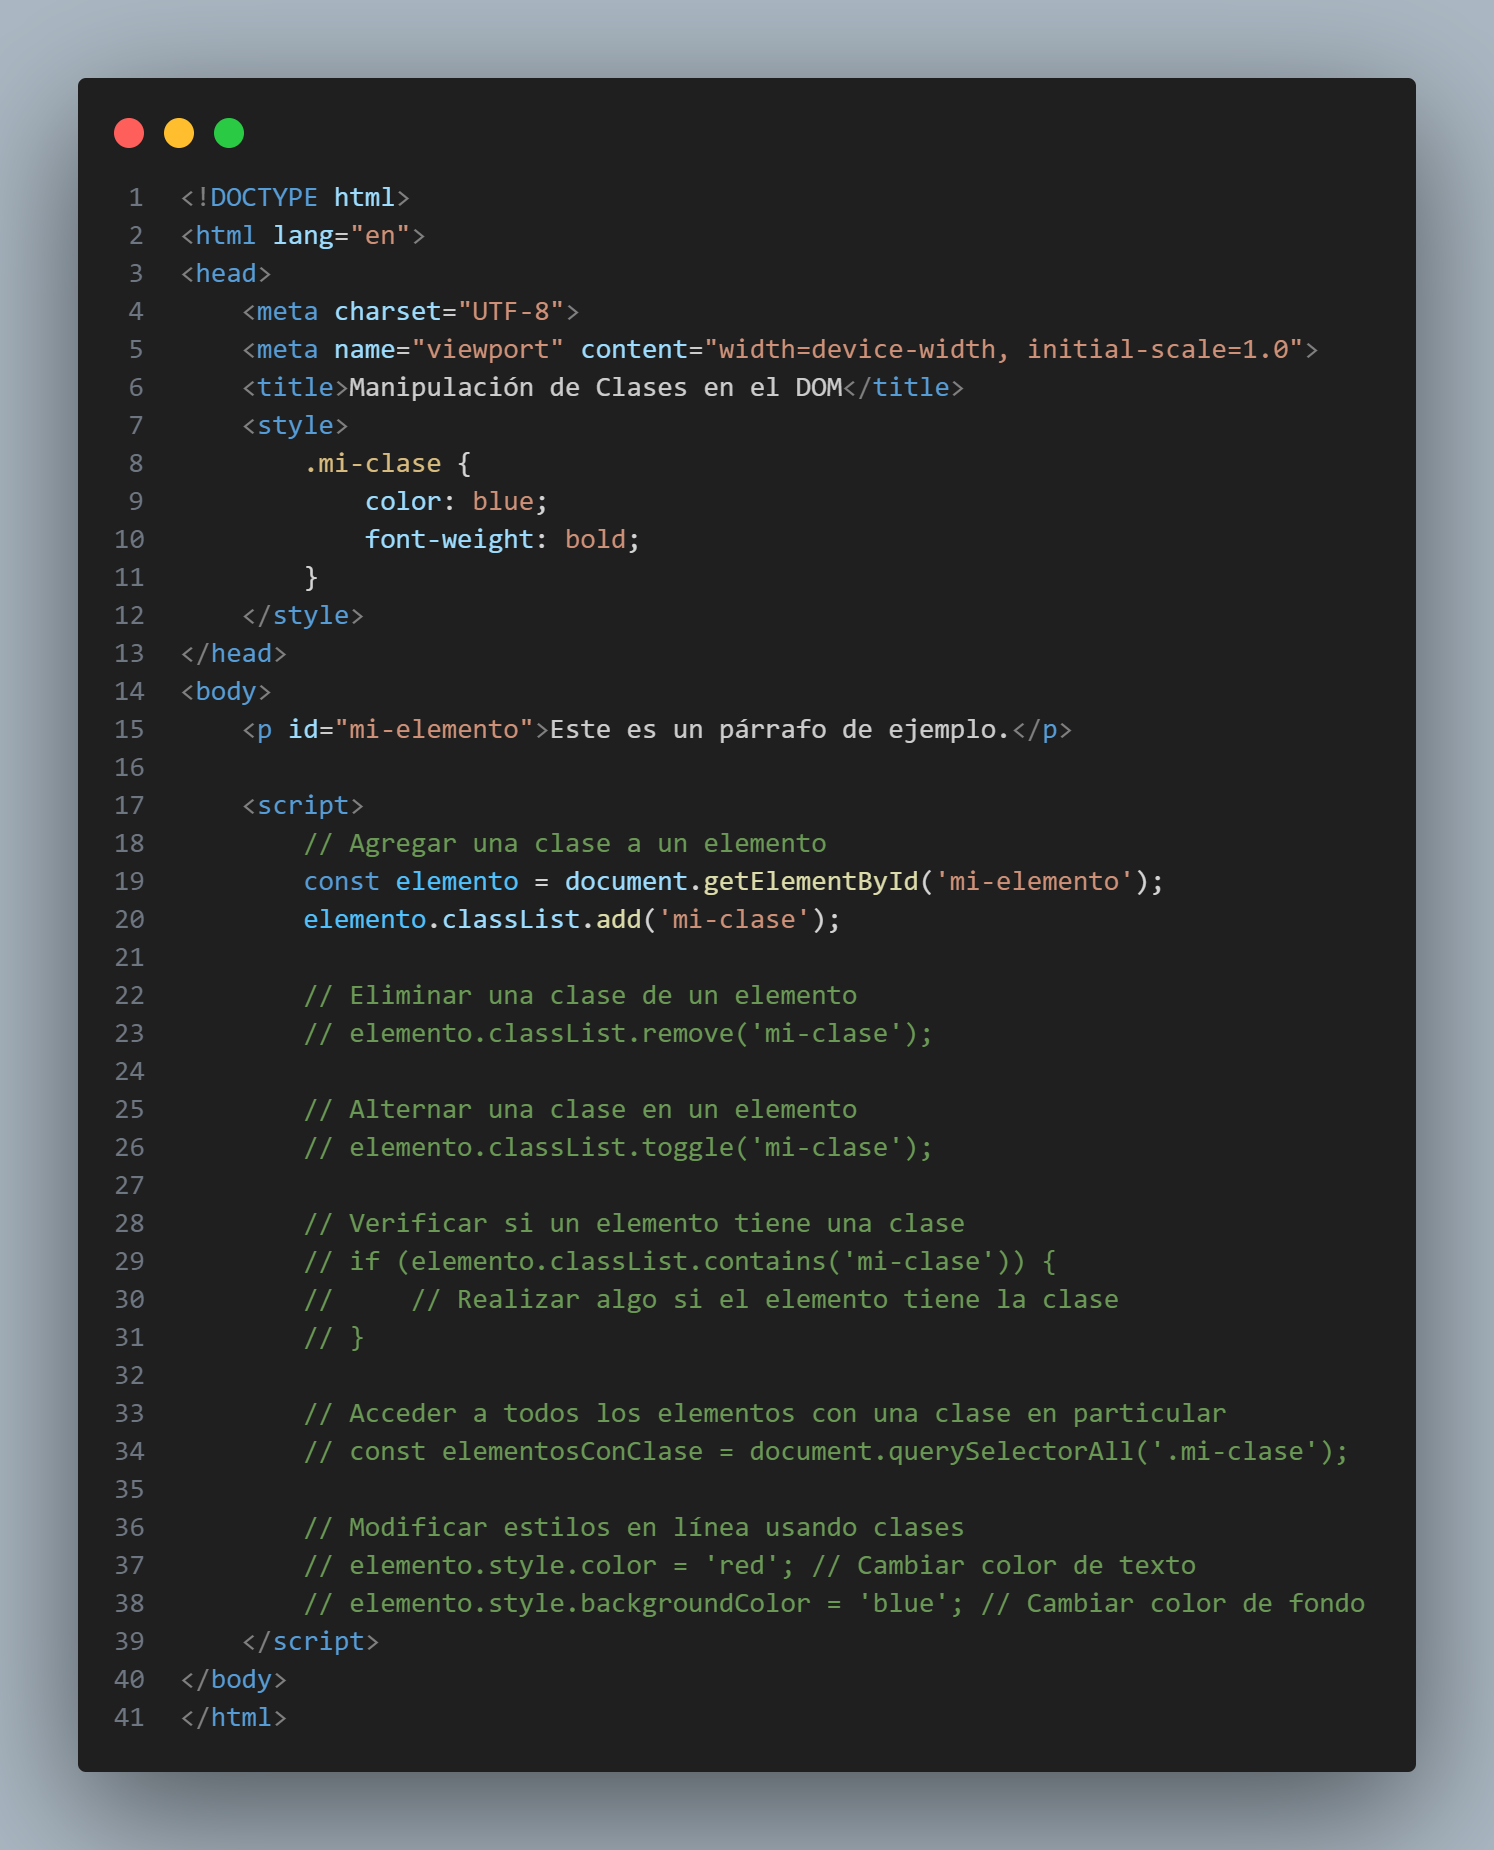 1 <!DOCTYPE html>
2 <html lang="en">
3 <head>
4     <meta charset="UTF-8">
5     <meta name="viewport" content="width=device-width, initial-scale=1.0">
6     <title>Manipulación de Clases en el DOM</title>
7     <style>
8         .mi-clase {
9             color: blue;
10             font-weight: bold;
11         }
12     </style>
13 </head>
14 <body>
15     <p id="mi-elemento">Este es un párrafo de ejemplo.</p>
16
17     <script>
18         // Agregar una clase a un elemento
19         const elemento = document.getElementById('mi-elemento');
20         elemento.classList.add('mi-clase');
21
22         // Eliminar una clase de un elemento
23         // elemento.classList.remove('mi-clase');
24
25         // Alternar una clase en un elemento
26         // elemento.classList.toggle('mi-clase');
27
28         // Verificar si un elemento tiene una clase
29         // if (elemento.classList.contains('mi-clase')) {
30         //     // Realizar algo si el elemento tiene la clase
31         // }
32
33         // Acceder a todos los elementos con una clase en particular
34         // const elementosConClase = document.querySelectorAll('.mi-clase');
35
36         // Modificar estilos en línea usando clases
37         // elemento.style.color = 'red'; // Cambiar color de texto
38         // elemento.style.backgroundColor = 'blue'; // Cambiar color de fondo
39     </script>
40 </body>
41 </html>